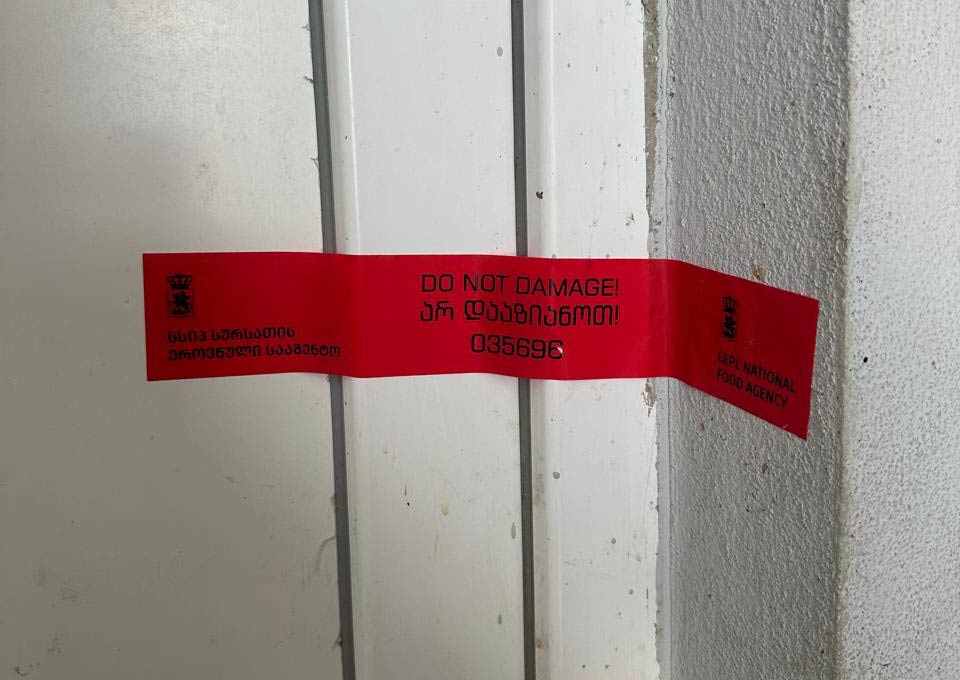 სსიპ სურსათის
ეროვნული სააგენტო
DO NOT DAMAGE!
არ დააზიანოთ!
035696
LEPL NATIONAL
FOOD AGENCY